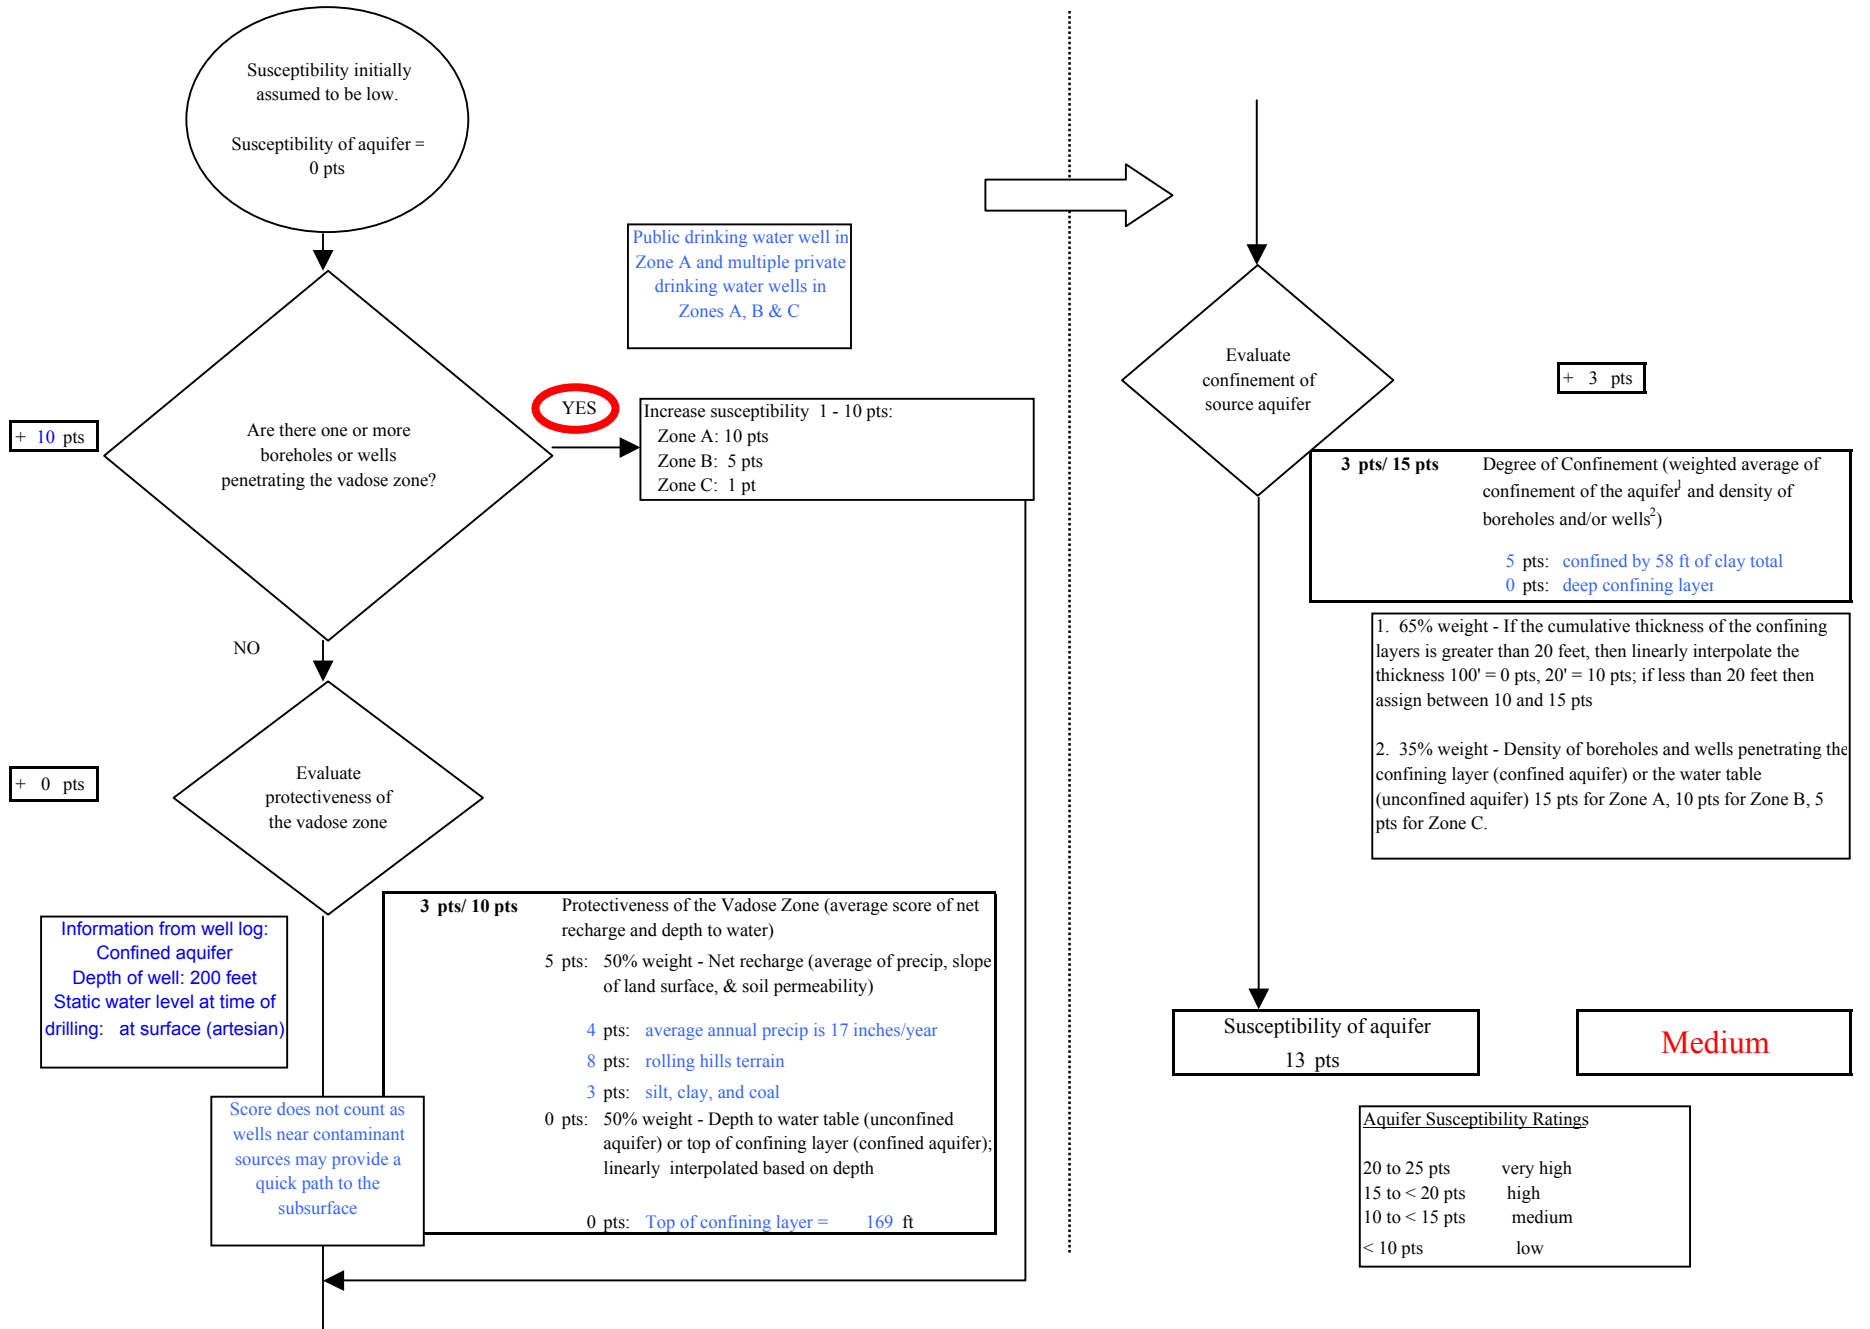 Susceptibility initially
assumed to be low.
Susceptibility of aquifer =
0 pts
Public drinking water well in
Zone A and multiple private
drinking water wells in
Zones A, B & C
+ 10 pts
Are there one or more
boreholes or wells
penetrating the vadose zone?
YES
Increase susceptibility 1 - 10 pts:
Zone A: 10 pts
Zone B: 5 pts
Zone C: 1 pt
NO
+ 0 pts
Evaluate
protectiveness of
the vadose zone
Information from well log:
Confined aquifer
Depth of well: 200 feet
Static water level at time of
drilling: at surface (artesian)
3 pts/ 10 pts Protectiveness of the Vadose Zone (average score of net
recharge and depth to water)
5 pts: 50% weight - Net recharge (average of precip, slope
of land surface, & soil permeability)
4 pts: average annual precip is 17 inches/year
8 pts: rolling hills terrain
3 pts: silt, clay, and coal
0 pts: 50% weight - Depth to water table (unconfined
aquifer) or top of confining layer (confined aquifer);
linearly interpolated based on depth
0 pts: Top of confining layer = 169 ft
Score does not count as
wells near contaminant
sources may provide a
quick path to the
subsurface
Evaluate
confinement of
source aquifer
+ 3 pts
3 pts/ 15 pts Degree of Confinement (weighted average of
confinement of the aquifer1 and density of
boreholes and/or wells2)
5 pts: confined by 58 ft of clay total
0 pts: deep confining layer
1. 65% weight - If the cumulative thickness of the confining
layers is greater than 20 feet, then linearly interpolate the
thickness 100' = 0 pts, 20' = 10 pts; if less than 20 feet then
assign between 10 and 15 pts
2. 35% weight - Density of boreholes and wells penetrating the
confining layer (confined aquifer) or the water table
(unconfined aquifer) 15 pts for Zone A, 10 pts for Zone B, 5
pts for Zone C.
Susceptibility of aquifer
13 pts
Medium
Aquifer Susceptibility Ratings
20 to 25 pts very high
15 to < 20 pts high
10 to < 15 pts medium
< 10 pts low